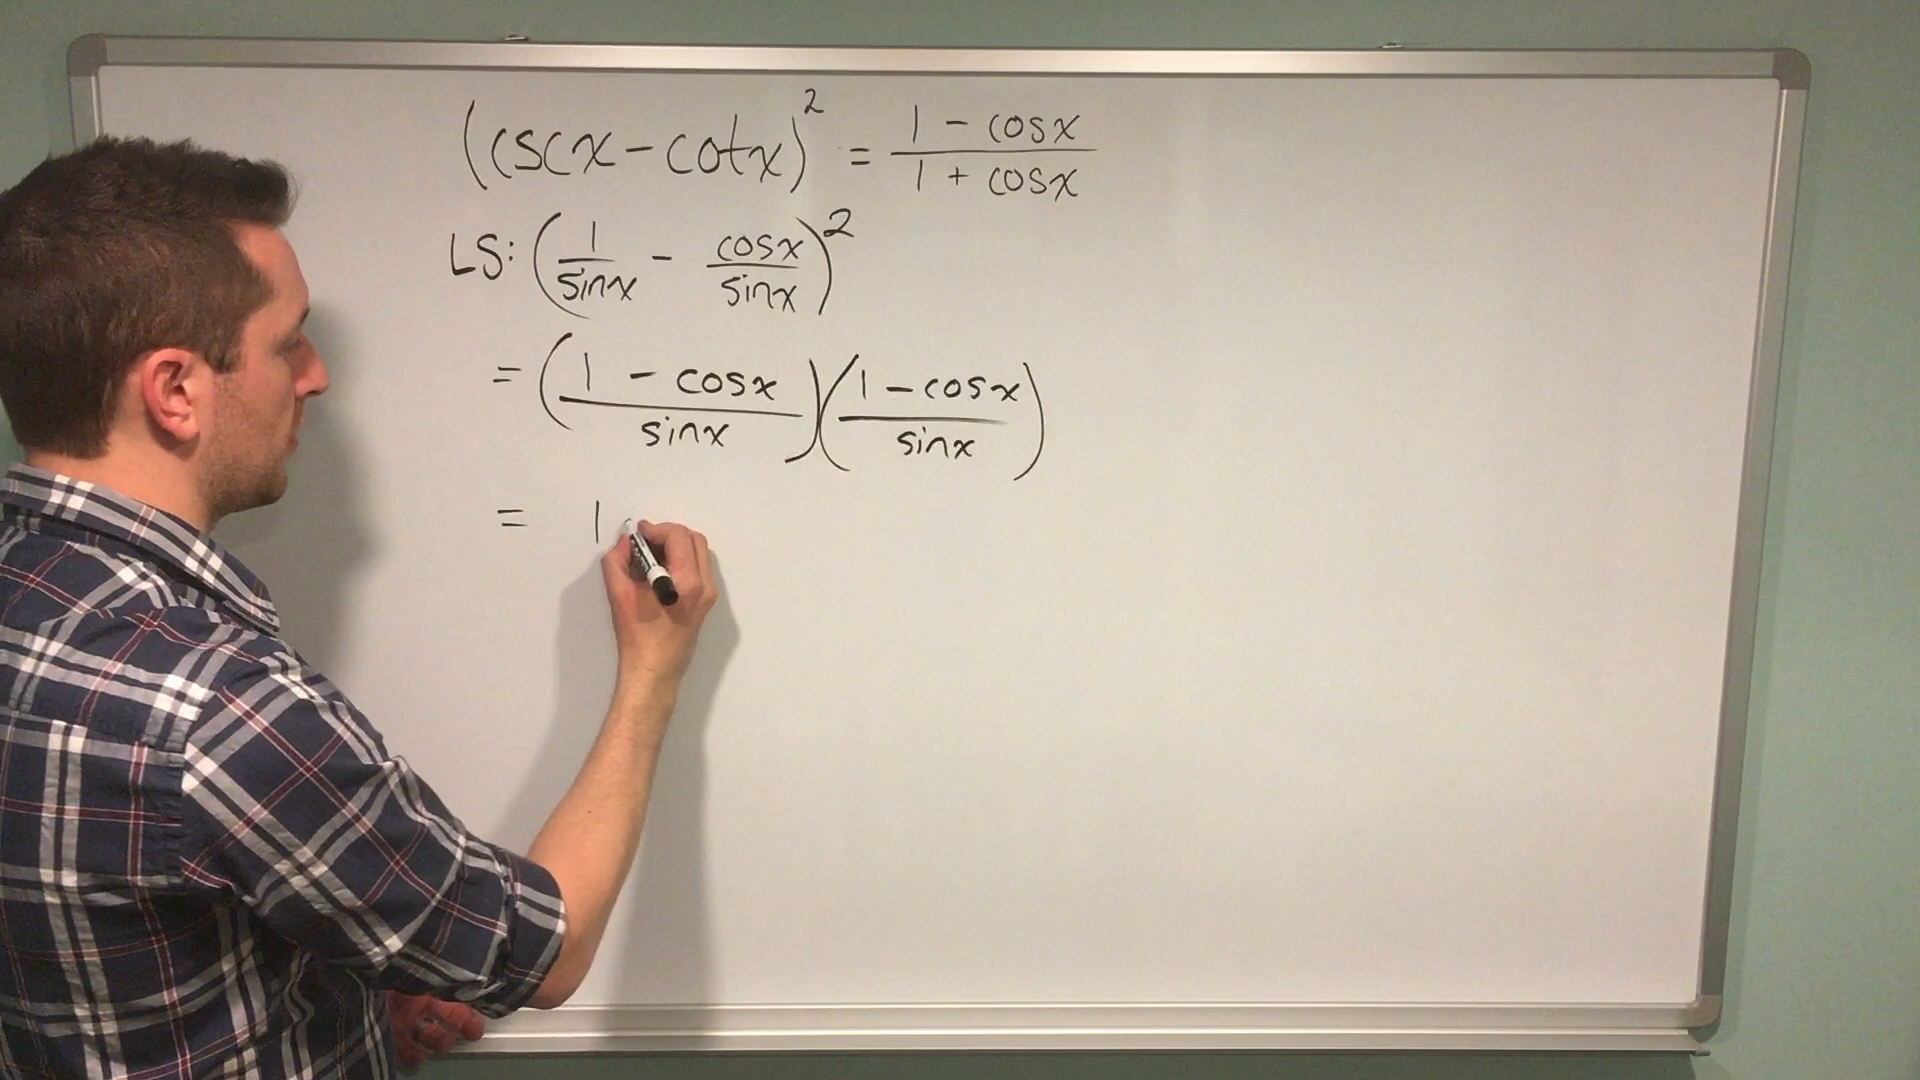 (cscx - cotx)² = (1 - cosx)/(1 + cosx)
LS: (1/sinx - cosx/sinx)²
= ((1 - cosx)/sinx)((1 - cosx)/sinx)
= 1